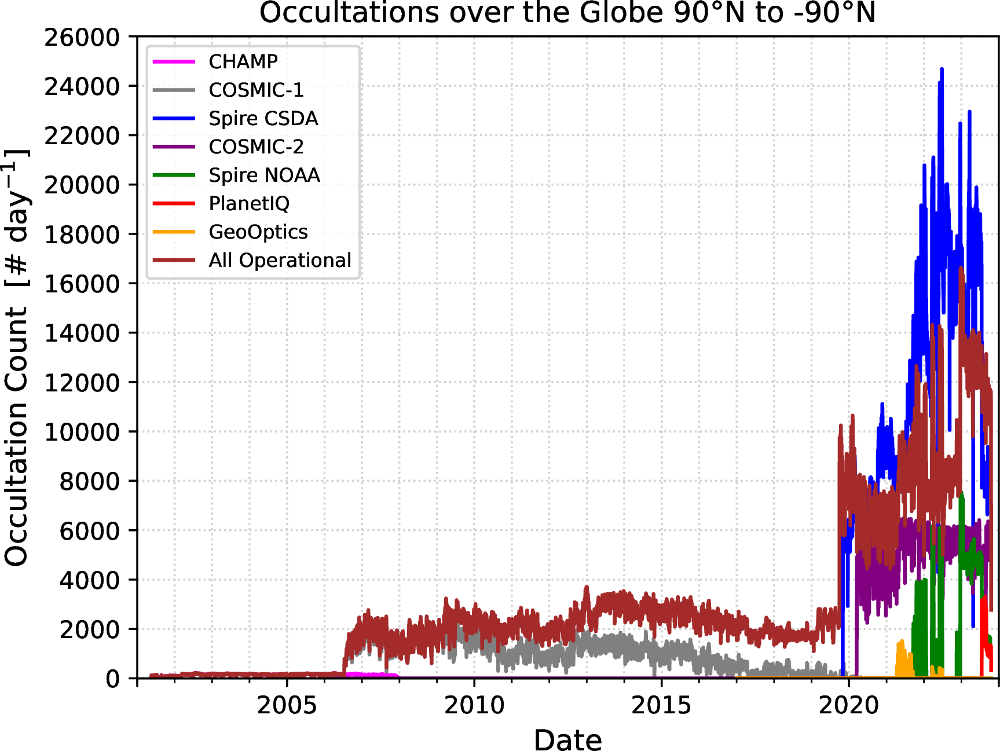 Occultations over the Globe 90°N to -90°N
26000
24000
22000
20000
18000
16000
14000
12000
10000
8000
6000
4000
2000
0
Occultation Count [# day⁻¹]
CHAMP
COSMIC-1
Spire CSDA
COSMIC-2
Spire NOAA
PlanetIQ
GeoOptics
All Operational
2005
2010
2015
2020
Date